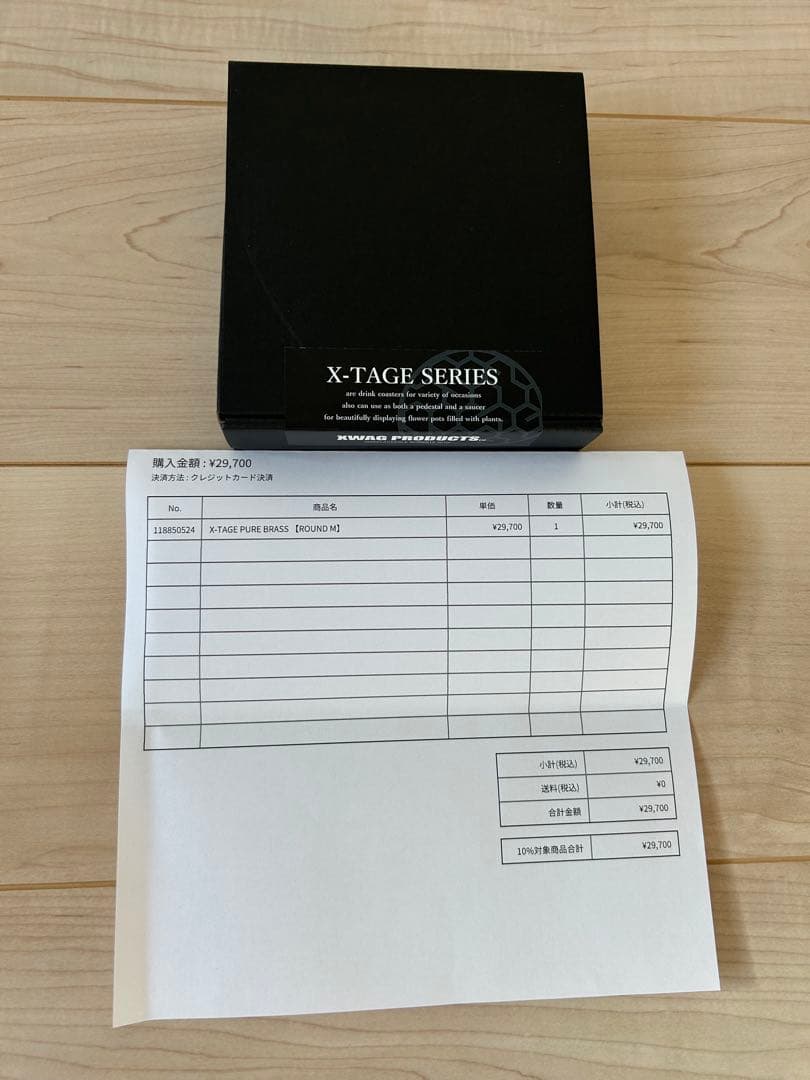 X-TAGE SERIES
are drink coasters for variety of occasions
also can use as both a pedestal and a saucer
for beautifully displaying flower pots filled with plants.
XWAG PRODUCTS
購入金額 : ¥29,700
決済方法 : クレジットカード決済
No. 商品名 単価 数量 小計(税込)
118850524 X-TAGE PURE BRASS 【ROUND M】 ¥29,700 1 ¥29,700
小計(税込) ¥29,700
送料(税込) ¥0
合計金額 ¥29,700
10%対象商品合計 ¥29,700